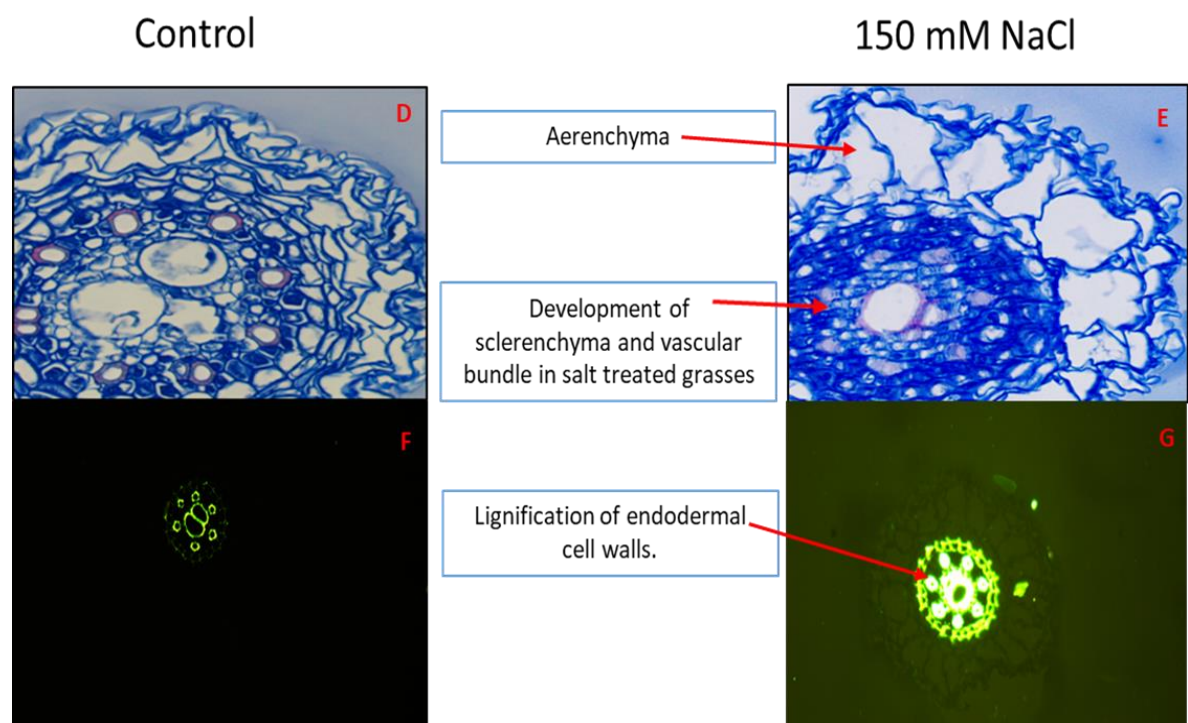 Control
150 mM NaCl
D
Aerenchyma
E
Development of
sclerenchyma and vascular
bundle in salt treated grasses
F
G
Lignification of endodermal
cell walls.